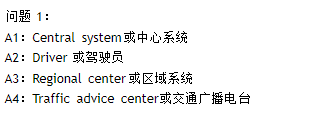 问题 1：
A1：Central system或中心系统
A2：Driver 或驾驶员
A3：Regional center或区域系统
A4：Traffic advice center或交通广播电台